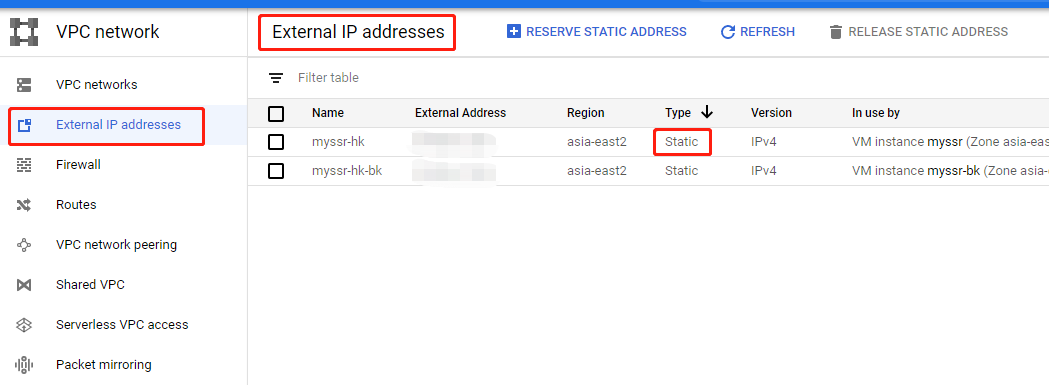 VPC network
External IP addresses
RESERVE STATIC ADDRESS
REFRESH
RELEASE STATIC ADDRESS
VPC networks
External IP addresses
Firewall
Routes
VPC network peering
Shared VPC
Serverless VPC access
Packet mirroring
Filter table
Name External Address Region Type Version In use by
myssr-hk asia-east2 Static IPv4 VM instance myssr (Zone asia-eas
myssr-hk-bk asia-east2 Static IPv4 VM instance myssr-bk (Zone asia-